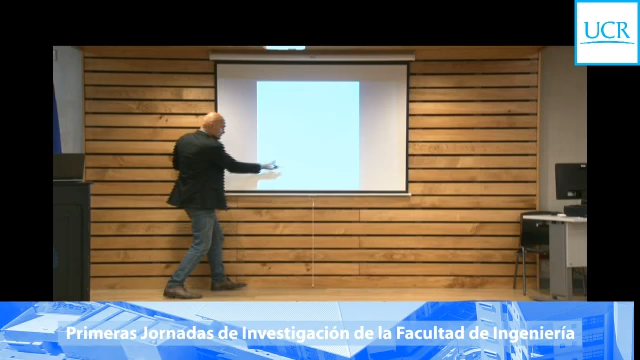 UCR
Primeras Jornadas de Investigación de la Facultad de Ingeniería